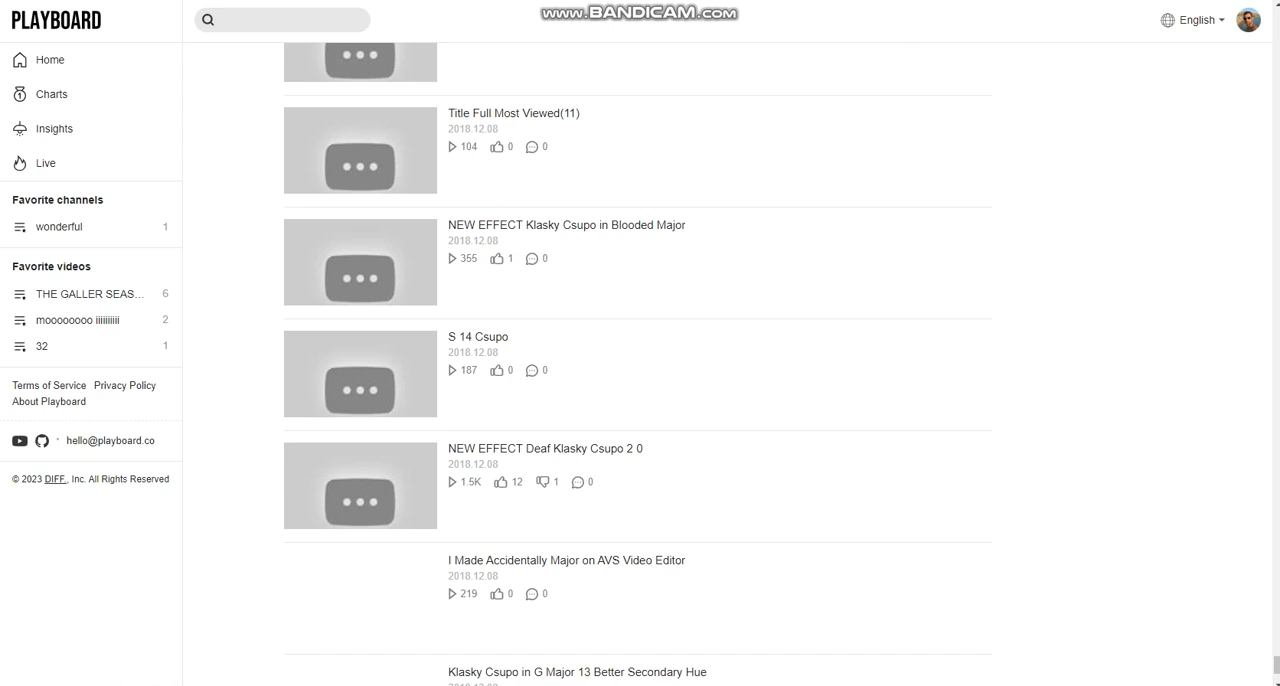 PLAYBOARD
www.BANDICAM.com
English
Home
Charts
Insights
Live
Favorite channels
wonderful 1
Favorite videos
THE GALLER SEAS... 6
moooooooo iiiiiiiiii 2
32 1
Terms of Service Privacy Policy
About Playboard
hello@playboard.co
© 2023 DIFF., Inc. All Rights Reserved
Title Full Most Viewed(11)
2018.12.08
104 0 0
NEW EFFECT Klasky Csupo in Blooded Major
2018.12.08
355 1 0
S 14 Csupo
2018.12.08
187 0 0
NEW EFFECT Deaf Klasky Csupo 2 0
2018.12.08
1.5K 12 1 0
I Made Accidentally Major on AVS Video Editor
2018.12.08
219 0 0
Klasky Csupo in G Major 13 Better Secondary Hue